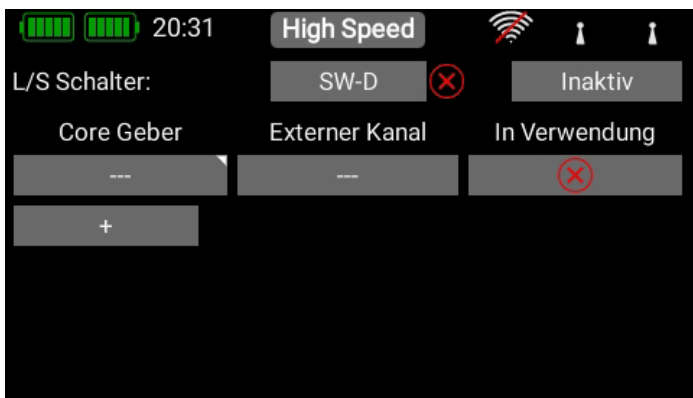 20:31 High Speed
L/S Schalter: SW-D Inaktiv
Core Geber Externer Kanal In Verwendung
--- ---
+